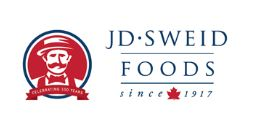 JD·SWEID
FOODS
since 1917
CELEBRATING 100 YEARS